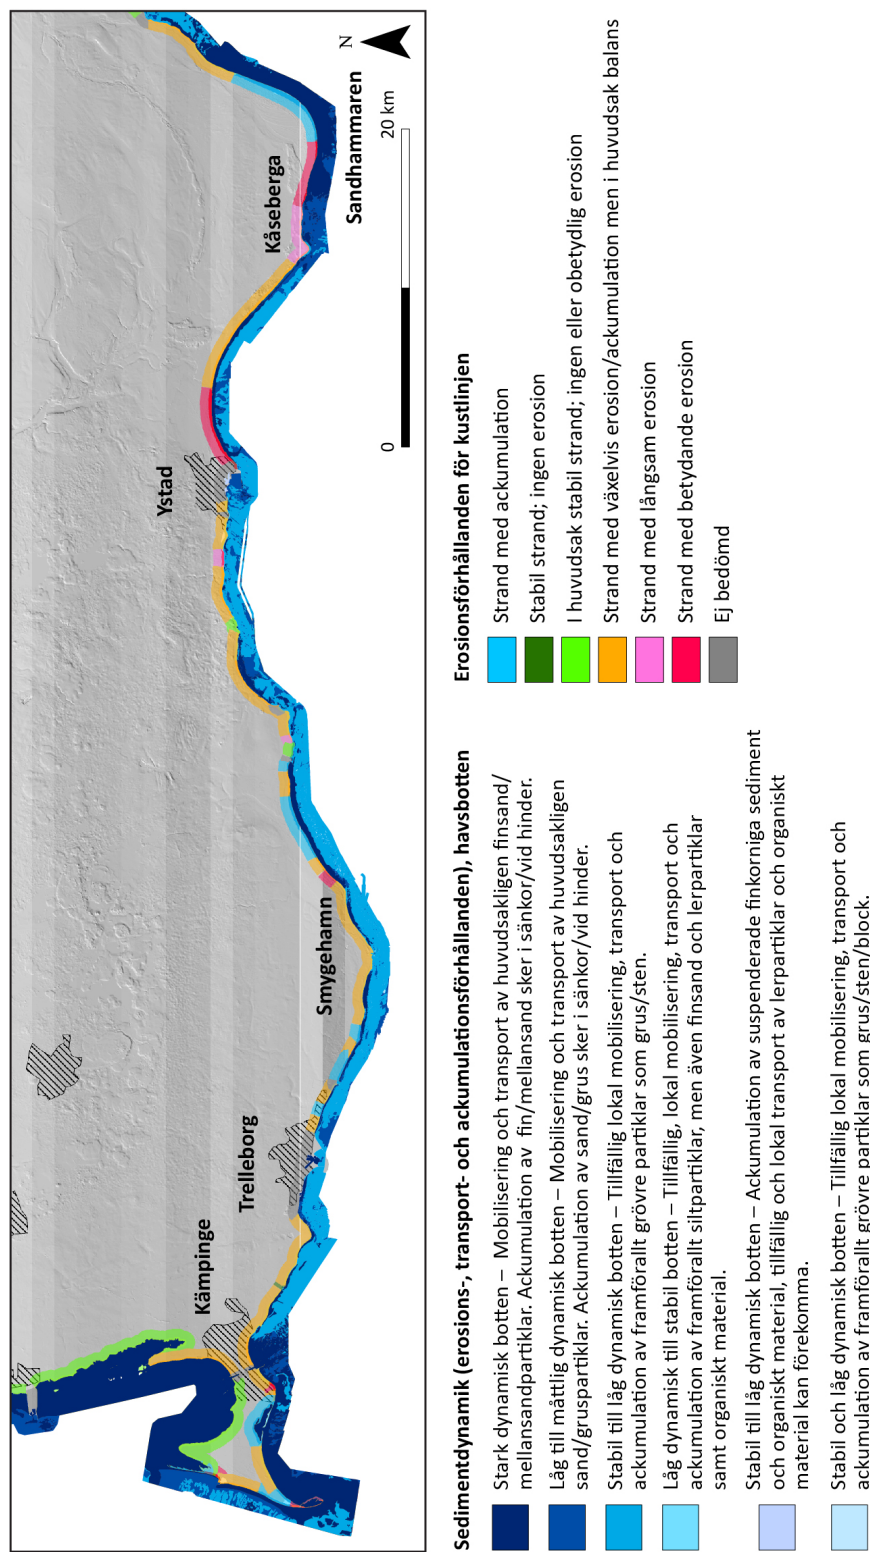 Kämpinge
Trelleborg
Smygehamn
Ystad
Kåseberga
Sandhammaren
N
0
20 km
Sedimentdynamik (erosions-, transport- och ackumulationsförhållanden), havsbotten
Stark dynamisk botten – Mobilisering och transport av huvudsakligen finsand/
mellansandpartiklar. Ackumulation av fin/mellansand sker i sänkor/vid hinder.
Låg till måttlig dynamisk botten – Mobilisering och transport av huvudsakligen
sand/gruspartiklar. Ackumulation av sand/grus sker i sänkor/vid hinder.
Stabil till låg dynamisk botten – Tillfällig lokal mobilisering, transport och
ackumulation av framförallt grövre partiklar som grus/sten.
Låg dynamisk till stabil botten – Tillfällig, lokal mobilisering, transport och
ackumulation av framförallt siltpartiklar, men även finsand och lerpartiklar
samt organiskt material.
Stabil till låg dynamisk botten – Ackumulation av suspenderade finkorniga sediment
och organiskt material, tillfällig och lokal transport av lerpartiklar och organiskt
material kan förekomma.
Stabil och låg dynamisk botten – Tillfällig lokal mobilisering, transport och
ackumulation av framförallt grövre partiklar som grus/sten/block.
Erosionsförhållanden för kustlinjen
Strand med ackumulation
Stabil strand; ingen erosion
I huvudsak stabil strand; ingen eller obetydlig erosion
Strand med växelvis erosion/ackumulation men i huvudsak balans
Strand med långsam erosion
Strand med betydande erosion
Ej bedömd